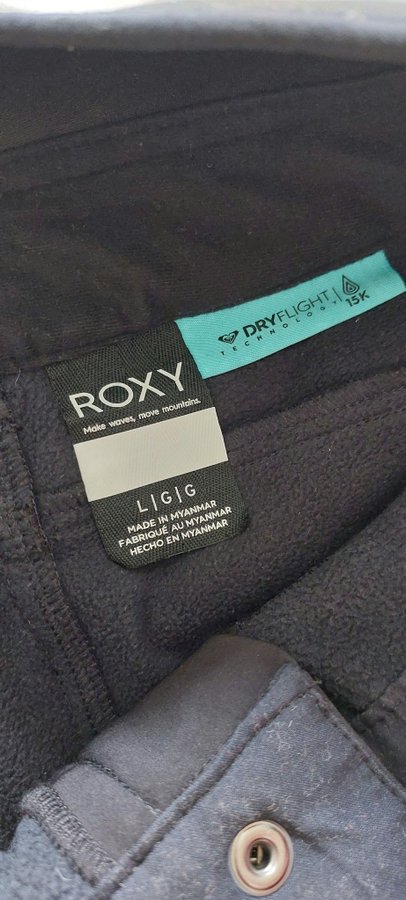 DRYFLIGHT
TECHNOLOGY
15K
ROXY
Make waves, move mountains.
L|G|G
MADE IN MYANMAR
FABRIQUÉ AU MYANMAR
HECHO EN MYANMAR